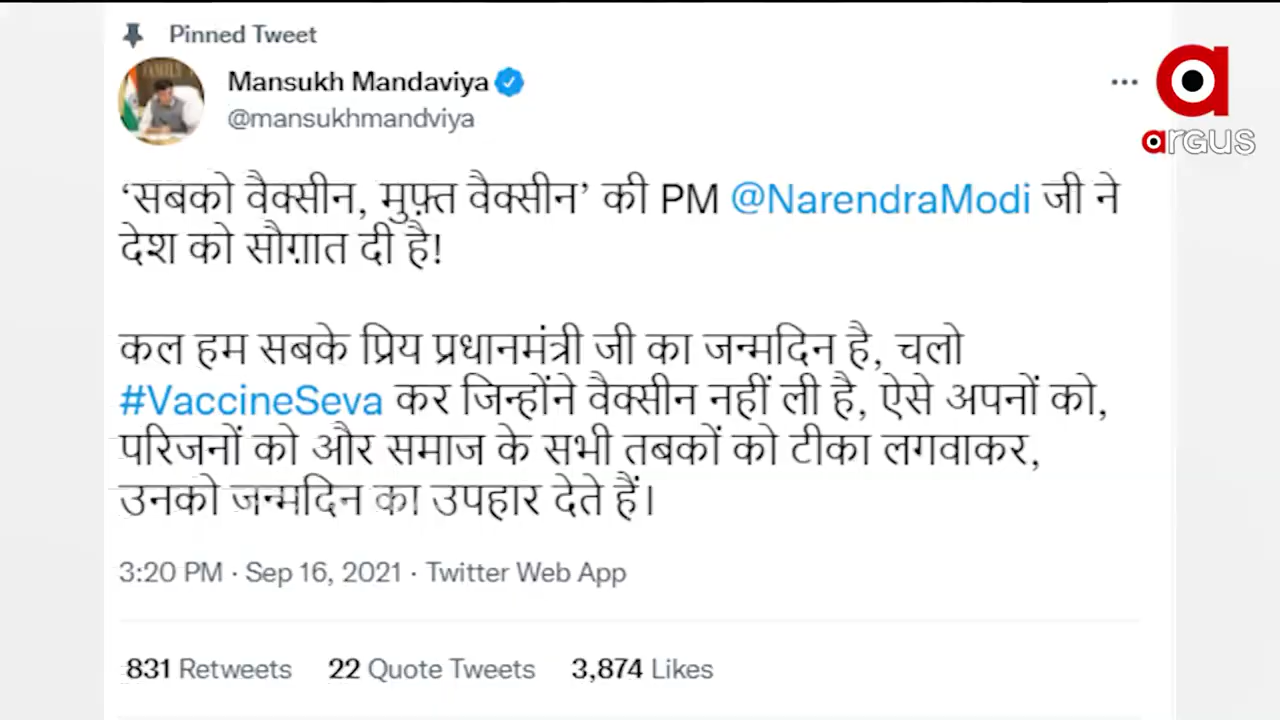 Pinned Tweet
Mansukh Mandaviya
@mansukhmandviya
argus
‘सबको वैक्सीन, मुफ़्त वैक्सीन’ की PM @NarendraModi जी ने
देश को सौग़ात दी है!
कल हम सबके प्रिय प्रधानमंत्री जी का जन्मदिन है, चलो
#VaccineSeva कर जिन्होंने वैक्सीन नहीं ली है, ऐसे अपनों को,
परिजनों को और समाज के सभी तबकों को टीका लगवाकर,
उनको जन्मदिन का उपहार देते हैं।
3:20 PM · Sep 16, 2021 · Twitter Web App
831 Retweets 22 Quote Tweets 3,874 Likes